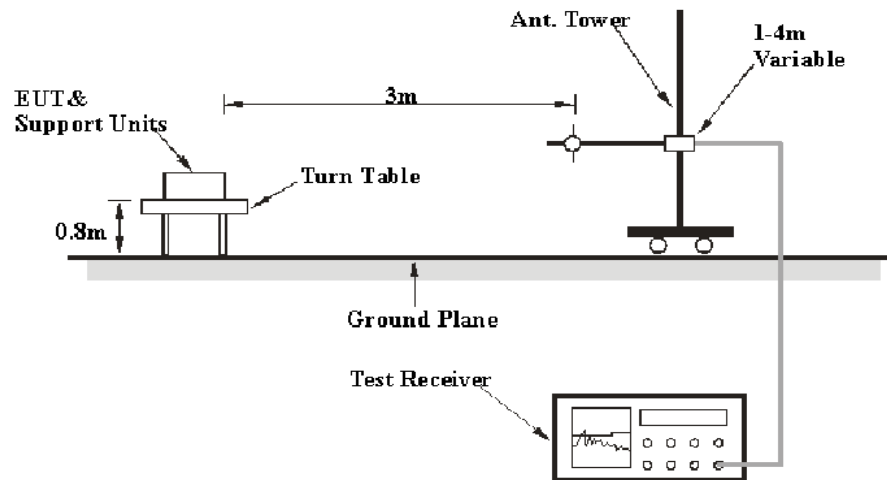 Ant. Tower
1-4m
Variable
EUT&
Support Units
3m
Turn Table
0.8m
Ground Plane
Test Receiver